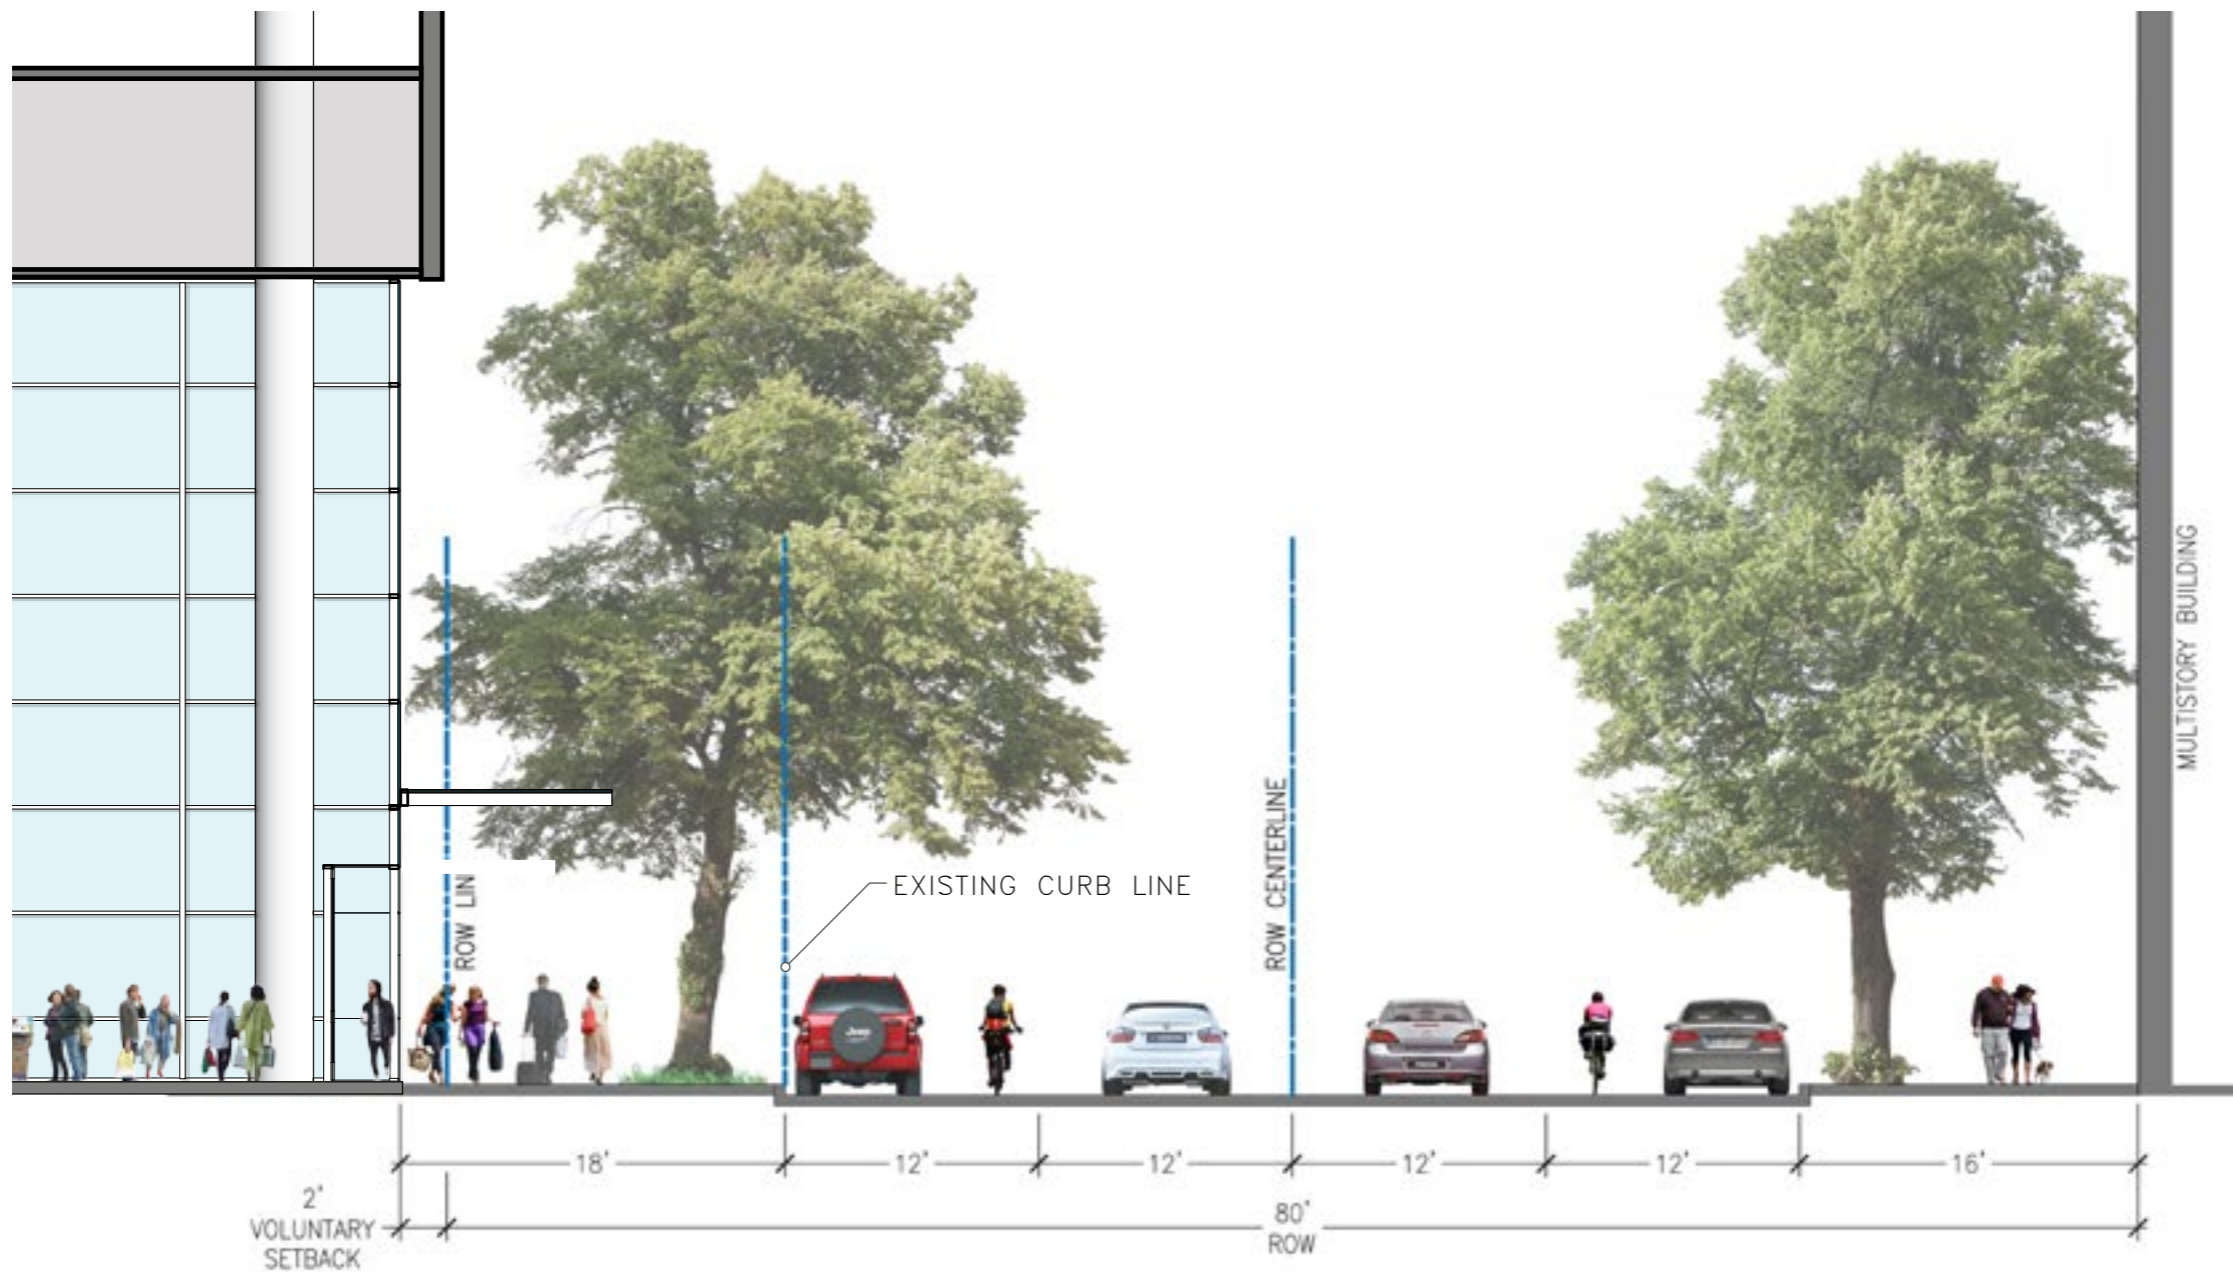 MULTISTORY BUILDING
ROW LIN
EXISTING CURB LINE
ROW CENTERLINE
Jeep
18'
12'
12'
12'
12'
16'
2'
VOLUNTARY
SETBACK
80'
ROW